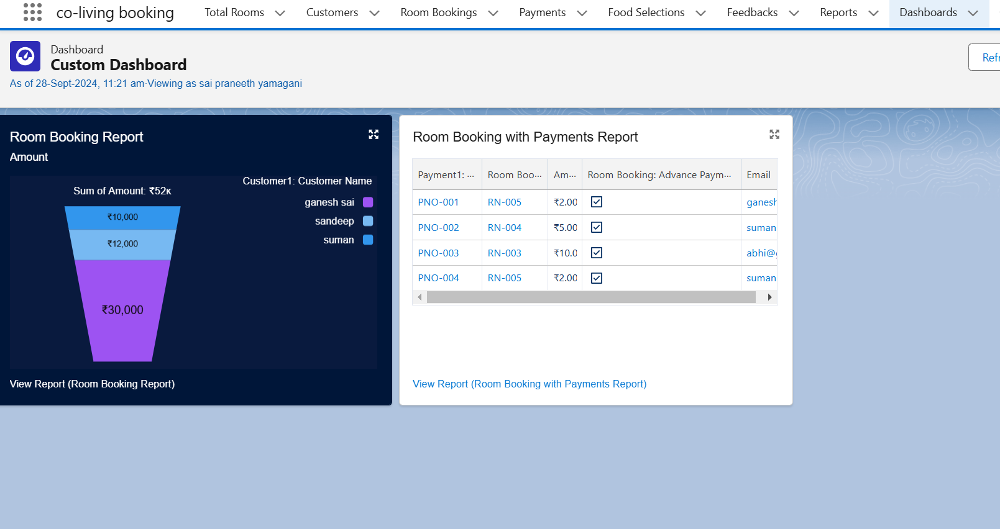 co-living booking
Total Rooms
Customers
Room Bookings
Payments
Food Selections
Feedbacks
Reports
Dashboards
Dashboard
Custom Dashboard
As of 28-Sept-2024, 11:21 am·Viewing as sai praneeth yamagani
Refr
Room Booking Report
Amount
Customer1: Customer Name
Sum of Amount: ₹52K
ganesh sai
sandeep
suman
₹10,000
₹12,000
₹30,000
View Report (Room Booking Report)
Room Booking with Payments Report
Payment1: ... Room Boo... Am... Room Booking: Advance Paym... Email
PNO-001 RN-005 ₹2.00 ganesh
PNO-002 RN-004 ₹5.00 suman
PNO-003 RN-003 ₹10.0 abhi@
PNO-004 RN-005 ₹2.00 suman
View Report (Room Booking with Payments Report)